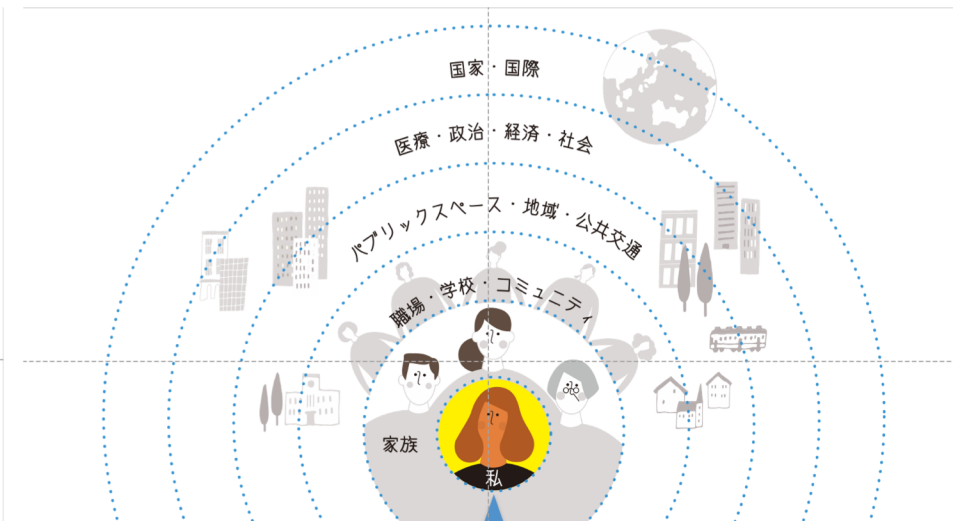 国家・国際
医療・政治・経済・社会
パブリックスペース・地域・公共交通
職場・学校・コミュニティ
家族
私